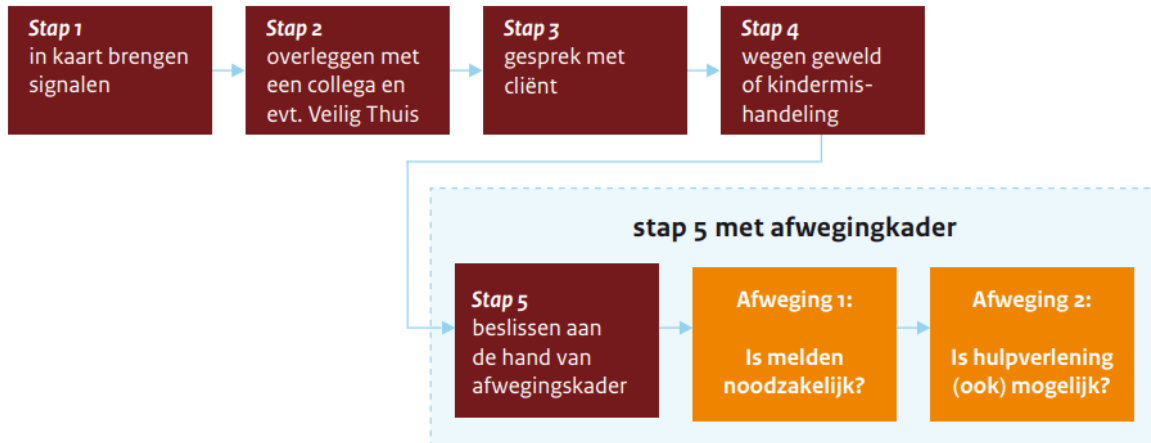 Stap 1
in kaart brengen
signalen
Stap 2
overleggen met
een collega en
evt. Veilig Thuis
Stap 3
gesprek met
cliënt
Stap 4
wegen geweld
of kindermis-
handeling
stap 5 met afwegingkader
Stap 5
beslissen aan
de hand van
afwegingskader
Afweging 1:
Is melden
noodzakelijk?
Afweging 2:
Is hulpverlening
(ook) mogelijk?